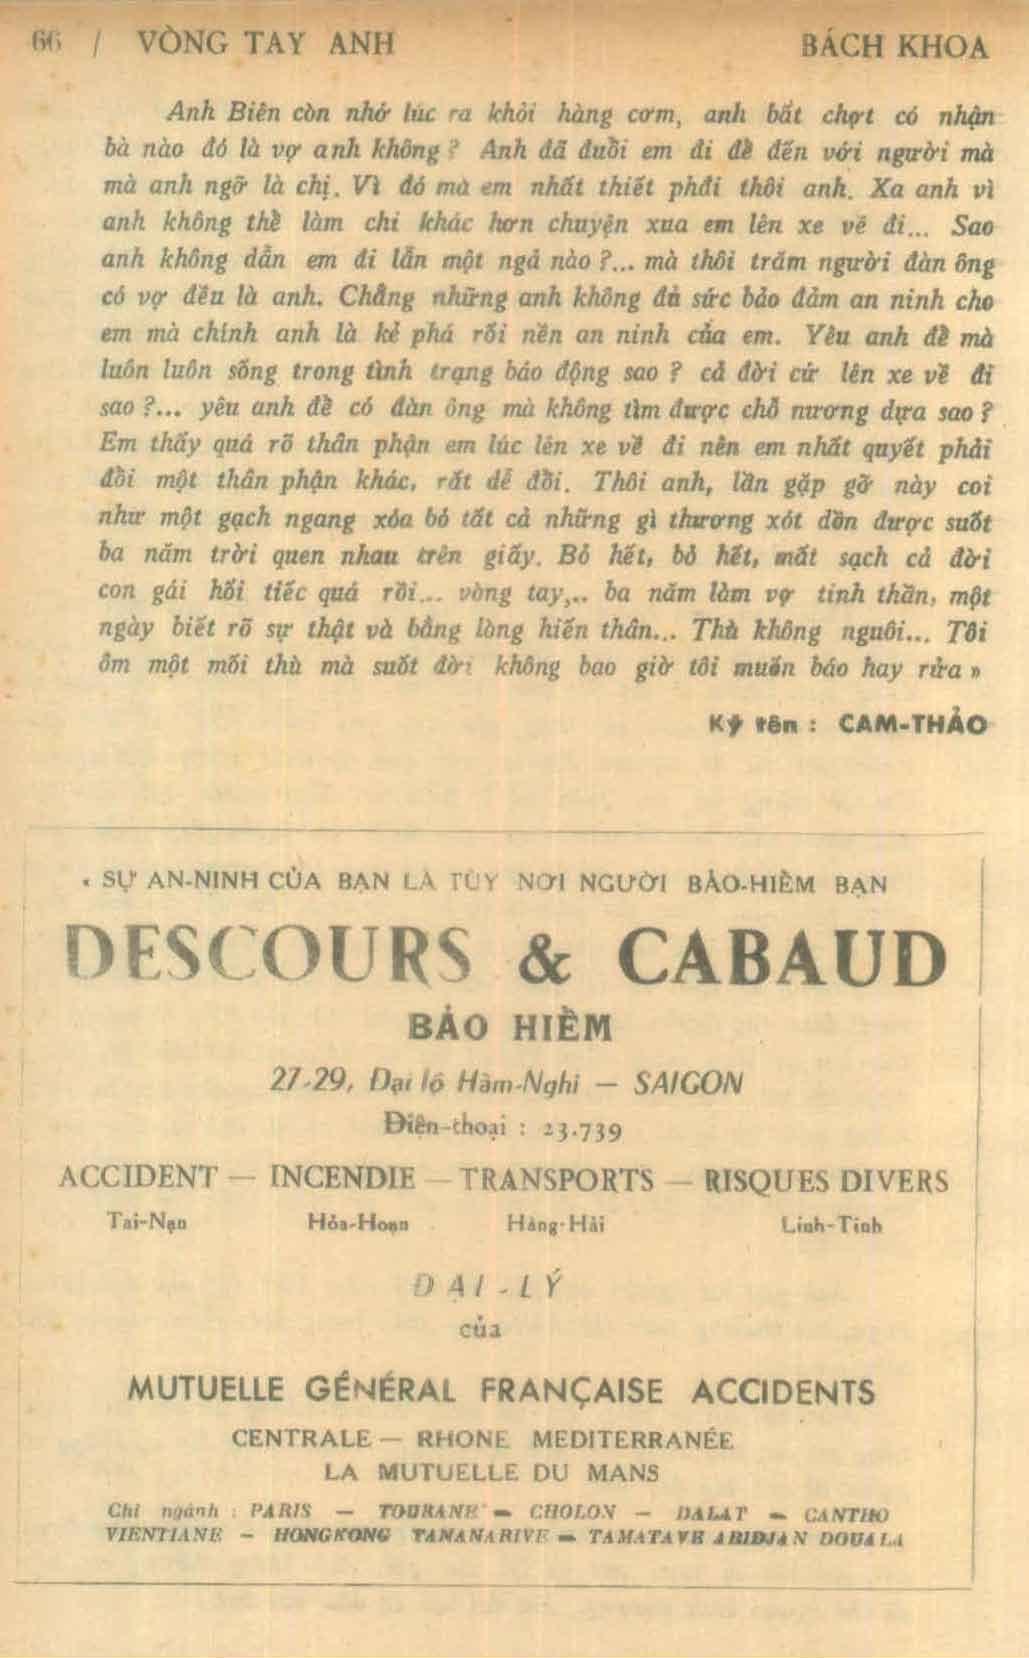 66 / VÒNG TAY ANH BÁCH KHOA
Anh Biên còn nhớ lúc ra khỏi hàng cơm, anh bất chợt có nhận
bà nào đó là vợ anh không ? Anh đã đuổi em đi để đến với người mà
mà anh ngỡ là chị. Vì đó mà em nhất thiết phải thôi anh. Xa anh vì
anh không thể làm chi khác hơn chuyện xua em lên xe về đi... Sao
anh không dẫn em đi lẫn một ngả nào ?... mà thôi trăm người đàn ông
có vợ đều là anh. Chẳng những anh không đủ sức bảo đảm an ninh cho
em mà chính anh là kẻ phá rối nền an ninh của em. Yêu anh để mà
luôn luôn sống trong tình trạng báo động sao ? cả đời cứ lên xe về đi
sao ?... yêu anh để có đàn ông mà không tìm được chỗ nương dựa sao ?
Em thấy quá rõ thân phận em lúc lên xe về đi nên em nhất quyết phải
đổi một thân phận khác, rất dễ đổi. Thôi anh, lần gặp gỡ này coi
như một gạch ngang xóa bỏ tất cả những gì thương xót dồn được suốt
ba năm trời quen nhau trên giấy. Bỏ hết, bỏ hết, mất sạch cả đời
con gái hối tiếc quá rồi... vòng tay,.. ba năm làm vợ tinh thần, một
ngày biết rõ sự thật và bằng lòng hiến thân... Thù không nguôi... Tôi
ôm một mối thù mà suốt đời không bao giờ tôi muốn báo hay rửa »
Ký tên : CAM-THẢO
« SỰ AN-NINH CỦA BẠN LÀ TÙY NƠI NGƯỜI BẢO-HIỂM BẠN
DESCOURS & CABAUD
BẢO HIỂM
27-29, Đại lộ Hàm-Nghi — SAIGON
Điện-thoại : 23.739
ACCIDENT — INCENDIE — TRANSPORTS — RISQUES DIVERS
Tai-Nạn Hỏa-Hoạn Hàng-Hải Linh-Tinh
ĐẠI-LÝ
của
MUTUELLE GÉNÉRAL FRANÇAISE ACCIDENTS
CENTRALE — RHONE MEDITERRANÉE
LA MUTUELLE DU MANS
Chi ngánh : PARIS — TOURANE — CHOLON — DALAT — CANTHO
VIENTIANE — HONGKONG TANANARIVE — TAMATAVE ABIDJAN DOUALA